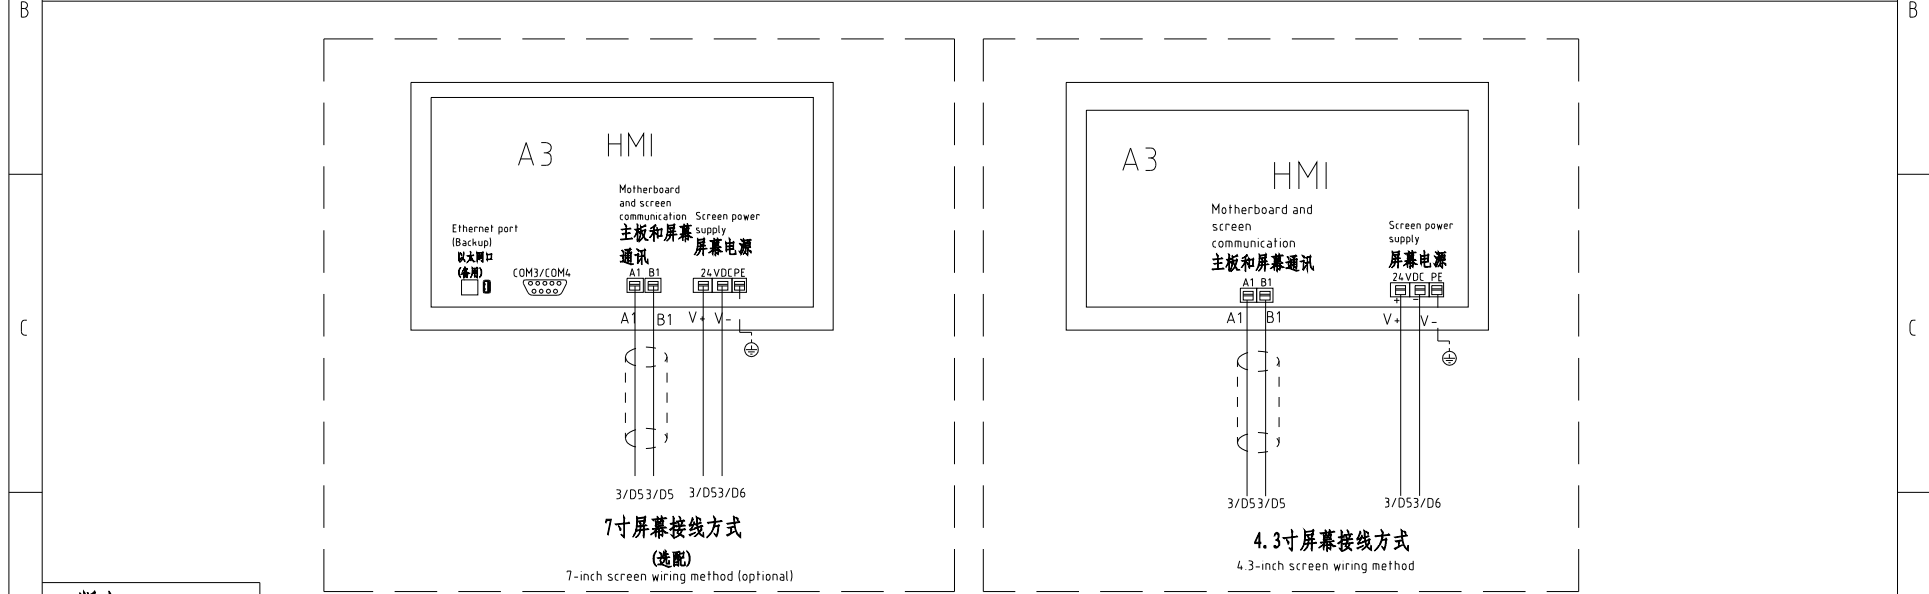 B
B
C
C
A3
HMI
Motherboard
and screen
communication
主板和屏幕
通讯
Screen power
supply
屏幕电源
Ethernet port
(Backup)
以太网口
(备用)
COM3/COM4
A1 B1
24VDC PE
A1 B1 V+ V-
3/D5 3/D5 3/D5 3/D6
7寸屏幕接线方式
(选配)
7-inch screen wiring method (optional)
A3
HMI
Motherboard and
screen
communication
主板和屏幕通讯
Screen power
supply
屏幕电源
A1 B1
24VDC PE
+ -
A1 B1 V+ V-
3/D5 3/D5 3/D5 3/D6
4.3寸屏幕接线方式
4.3-inch screen wiring method